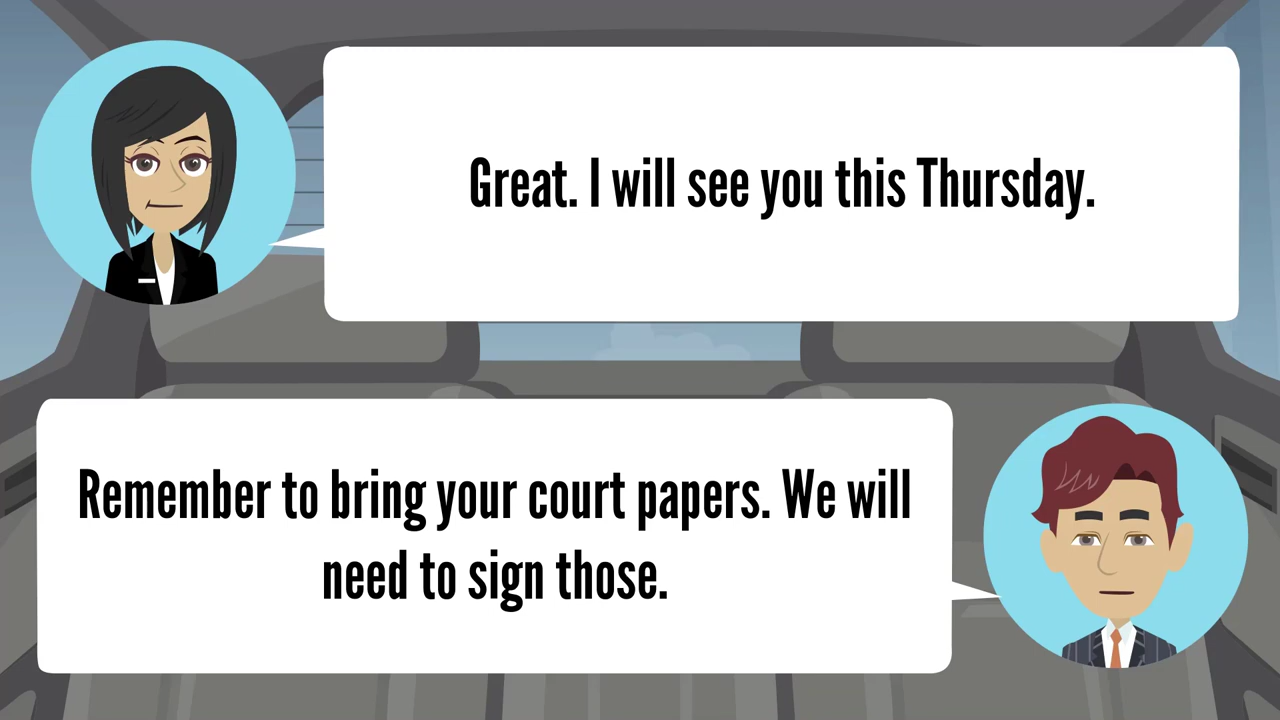 Great. I will see you this Thursday.
Remember to bring your court papers. We will
need to sign those.